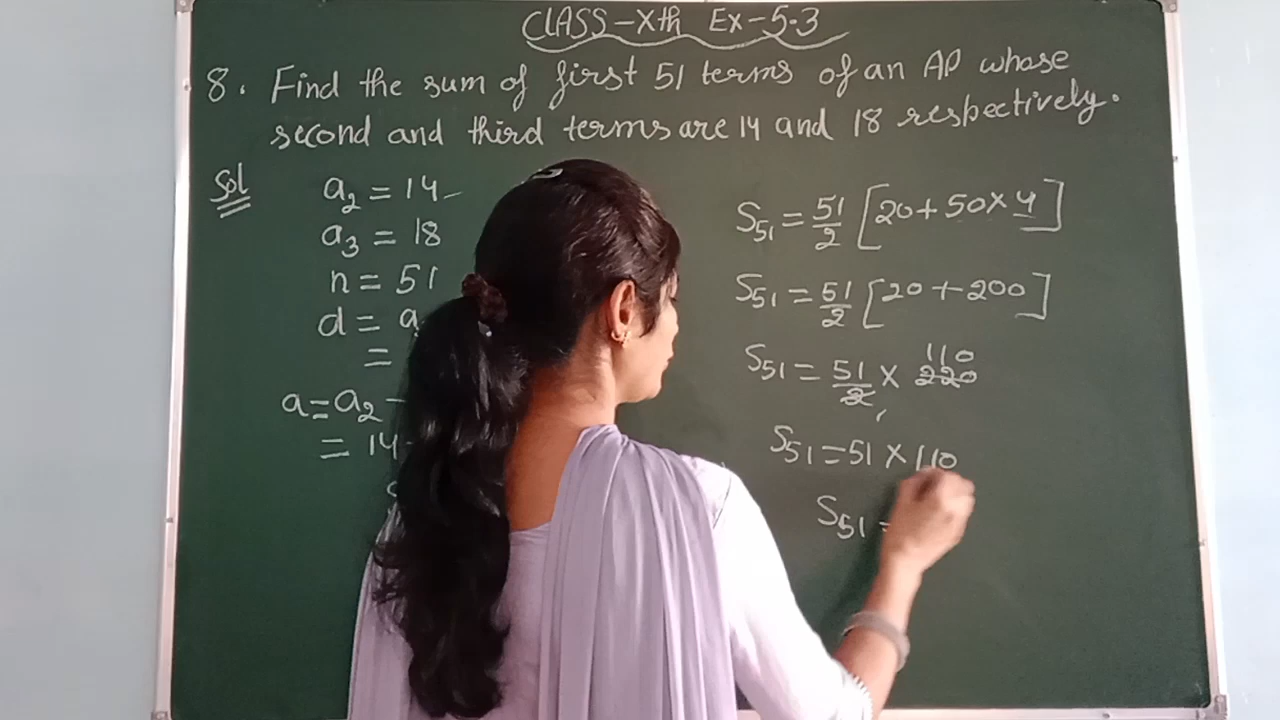 CLASS-Xth Ex-5.3
8. Find the sum of first 51 terms of an AP whose
second and third terms are 14 and 18 respectively.
Sol
a₂ = 14
a₃ = 18
n = 51
d = a
=
a = a₂ -
= 14 -
S₅₁ = 51/2 [20 + 50 × 4]
S₅₁ = 51/2 [20 + 200]
110
S₅₁ = 51/2 × 220
S₅₁ = 51 × 110
S₅₁ =